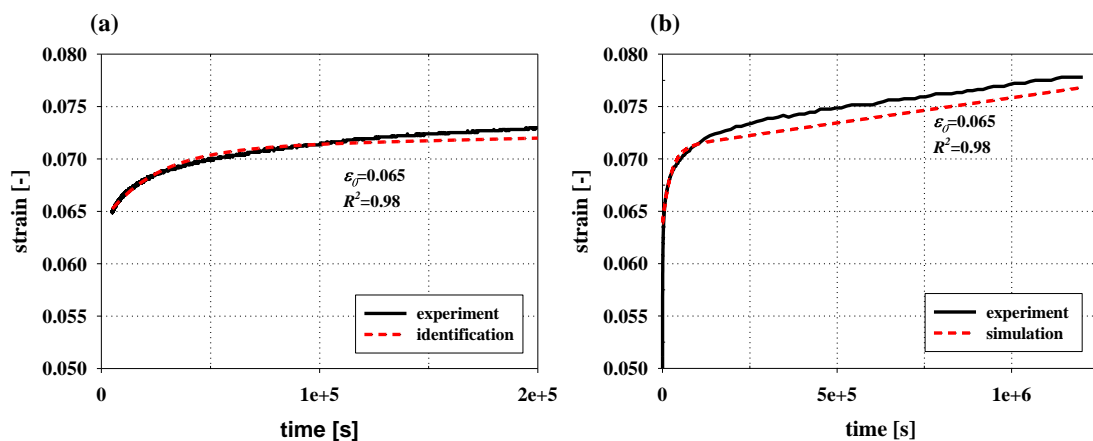 (a)
0.080
0.075
0.070
0.065
0.060
0.055
0.050
strain [-]
ε₀=0.065
R²=0.98
experiment
identification
0
1e+5
2e+5
time [s]
(b)
0.080
0.075
0.070
0.065
0.060
0.055
0.050
strain [-]
ε₀=0.065
R²=0.98
experiment
simulation
0
5e+5
1e+6
time [s]